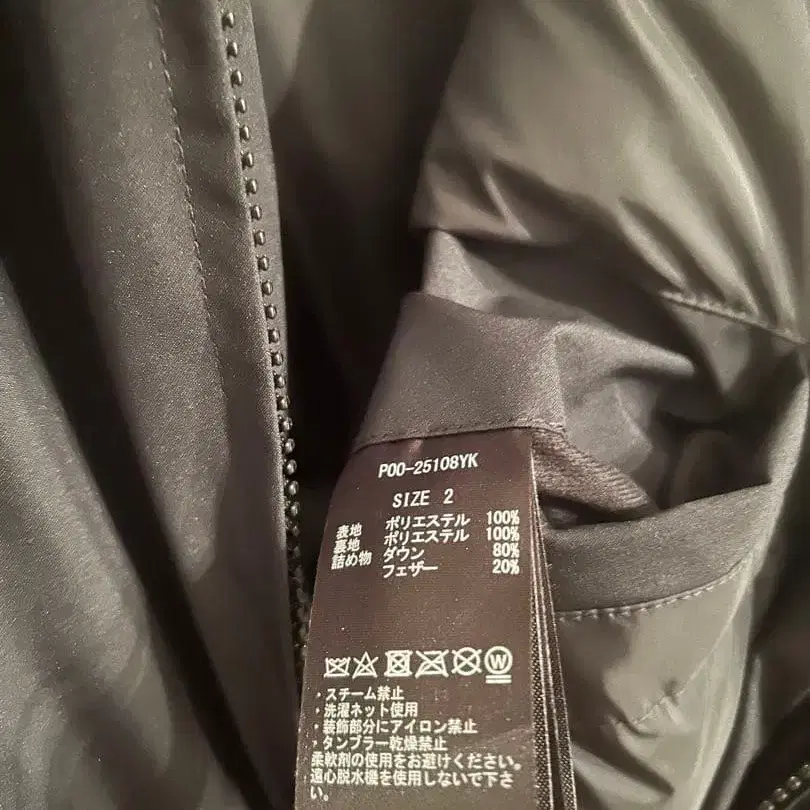 P00-25108YK
SIZE 2
表地 ポリエステル 100%
裏地 ポリエステル 100%
詰め物 ダウン 80%
フェザー 20%
W
・スチーム禁止
・洗濯ネット使用
・装飾部分にアイロン禁止
・タンブラー乾燥禁止
柔軟剤の使用をお避けください。
遠心脱水機を使用しないで下さ
い。